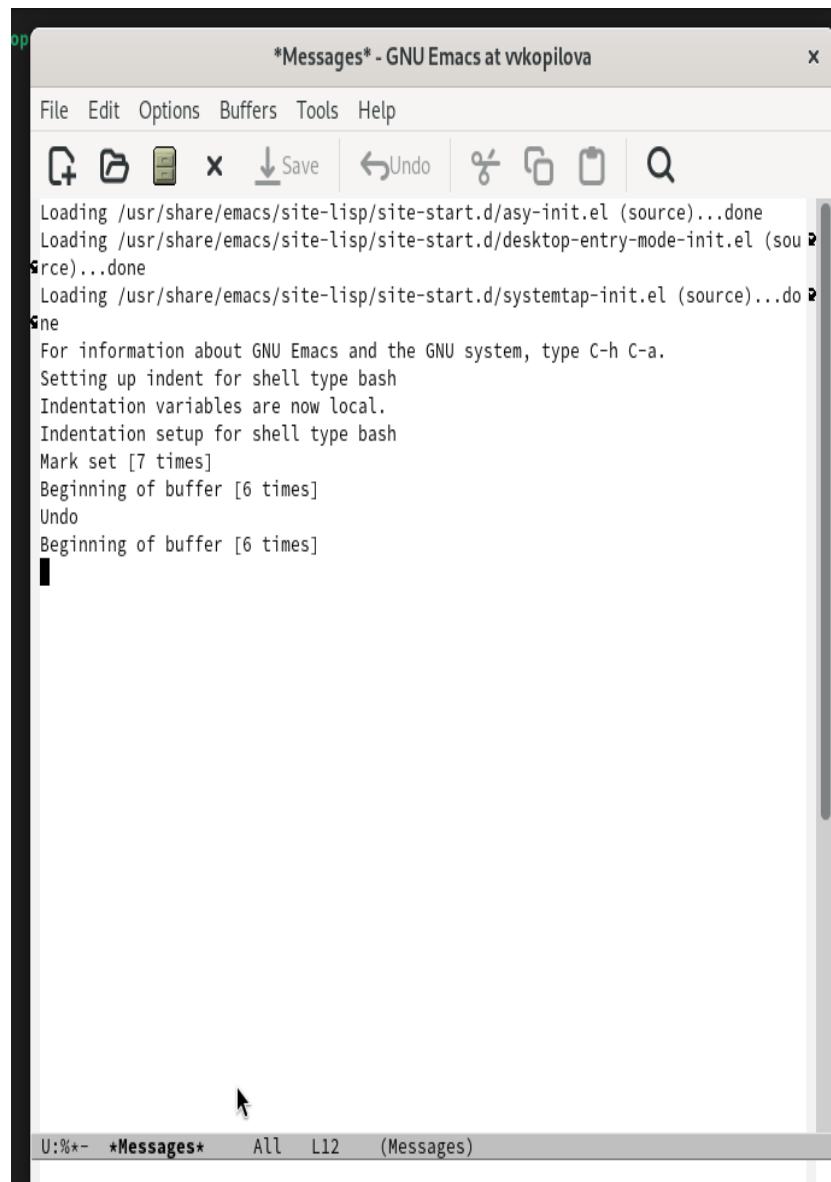 op
*Messages* - GNU Emacs at vvkopilova
File Edit Options Buffers Tools Help
Save Undo
Loading /usr/share/emacs/site-lisp/site-start.d/asy-init.el (source)...done
Loading /usr/share/emacs/site-lisp/site-start.d/desktop-entry-mode-init.el (sou
rce)...done
Loading /usr/share/emacs/site-lisp/site-start.d/systemtap-init.el (source)...do
ne
For information about GNU Emacs and the GNU system, type C-h C-a.
Setting up indent for shell type bash
Indentation variables are now local.
Indentation setup for shell type bash
Mark set [7 times]
Beginning of buffer [6 times]
Undo
Beginning of buffer [6 times]
U:%*- *Messages* All L12 (Messages)